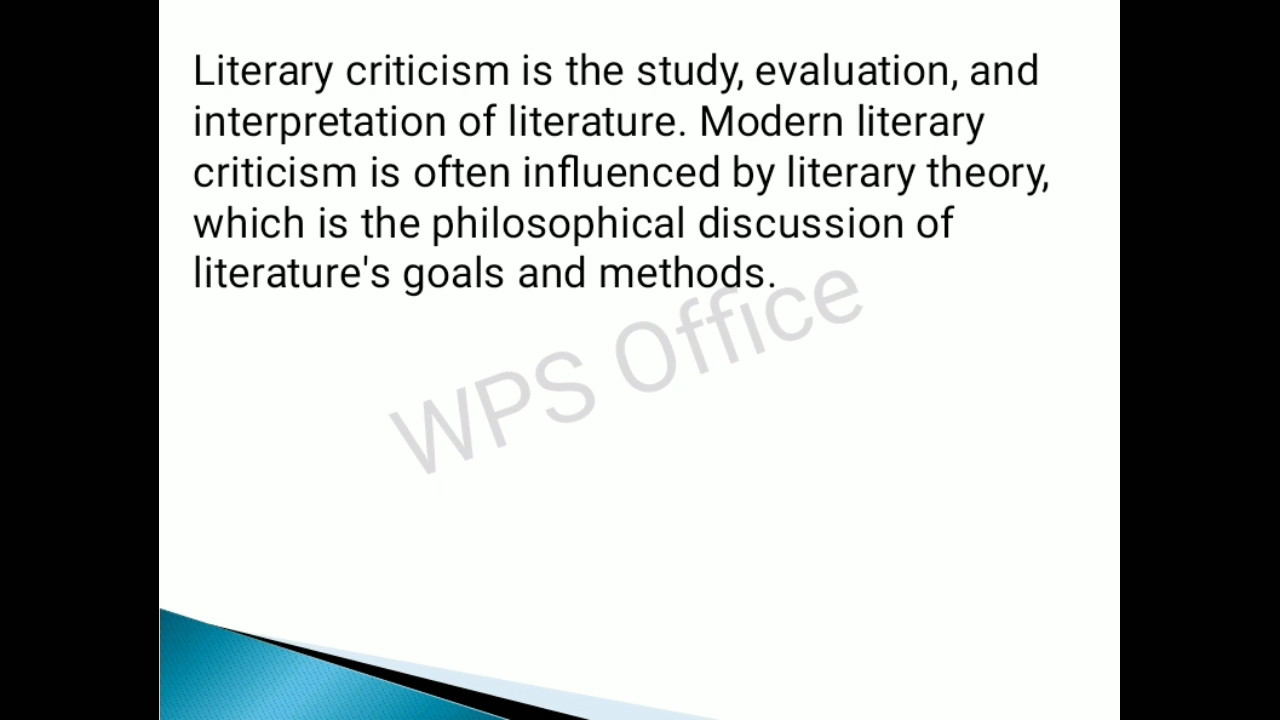 Literary criticism is the study, evaluation, and
interpretation of literature. Modern literary
criticism is often influenced by literary theory,
which is the philosophical discussion of
literature's goals and methods.
WPS Office